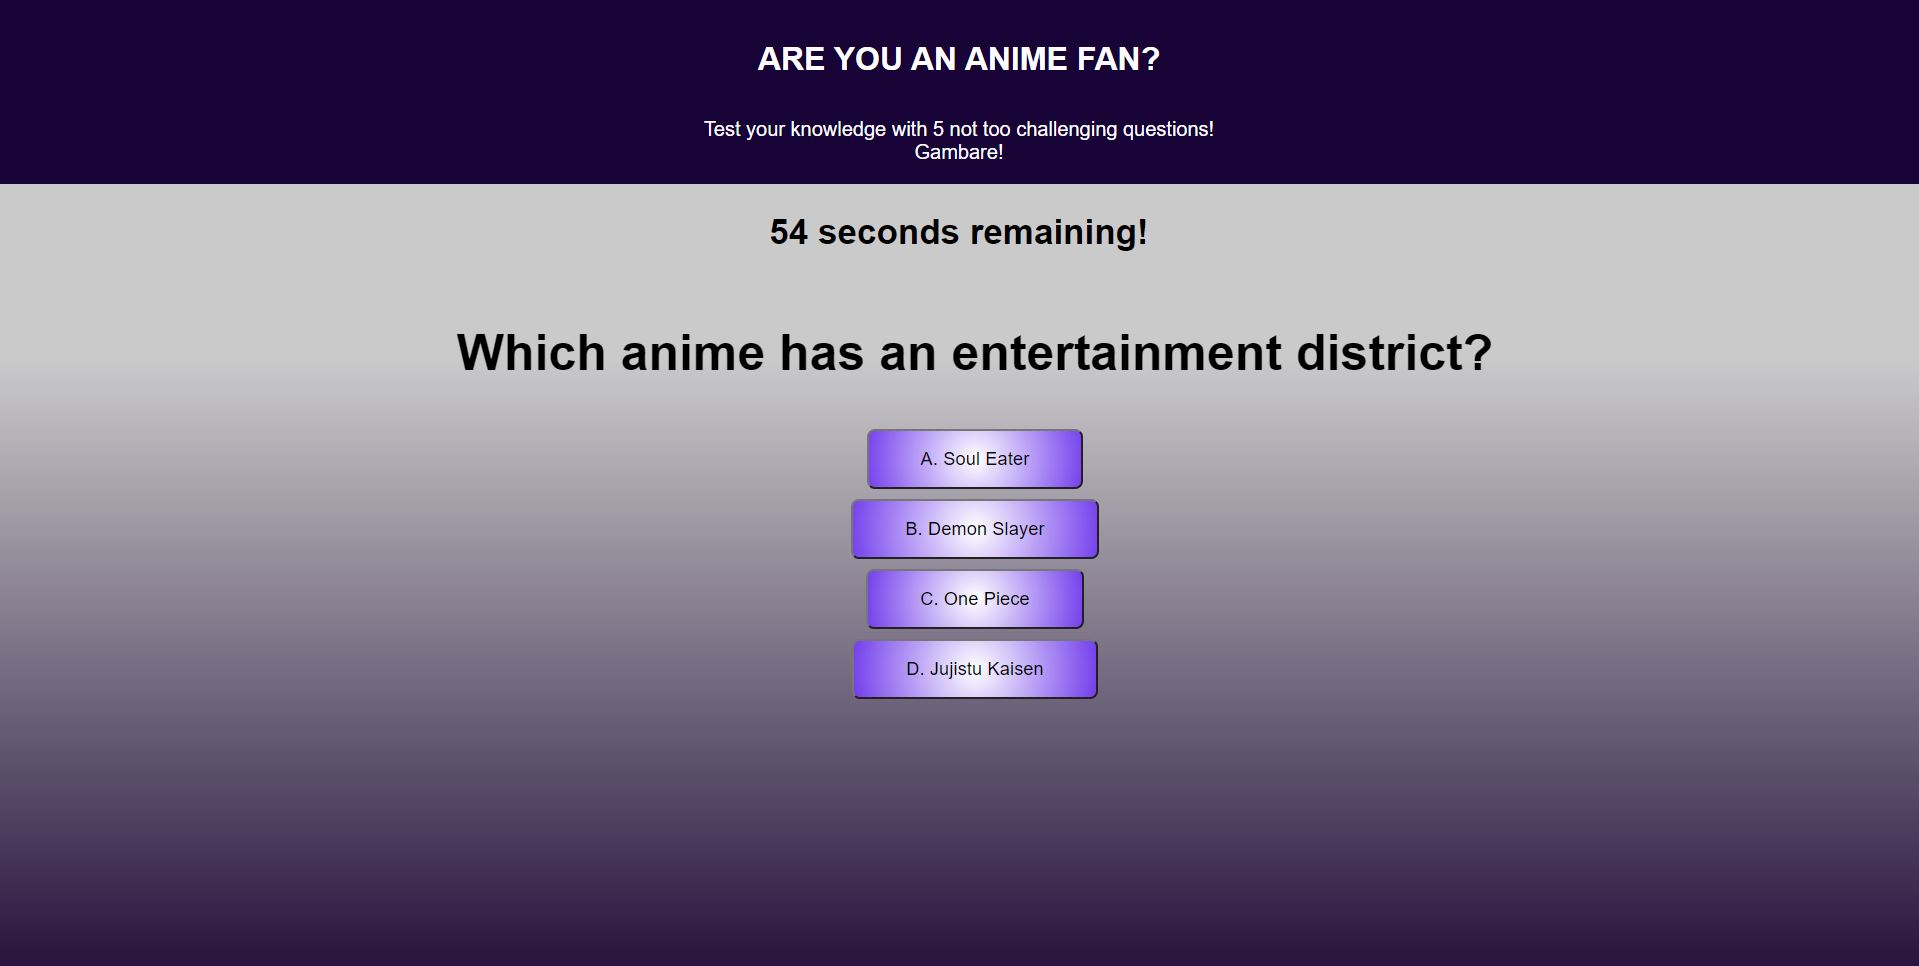 ARE YOU AN ANIME FAN?
Test your knowledge with 5 not too challenging questions!
Gambare!
54 seconds remaining!
Which anime has an entertainment district?
A. Soul Eater
B. Demon Slayer
C. One Piece
D. Jujistu Kaisen